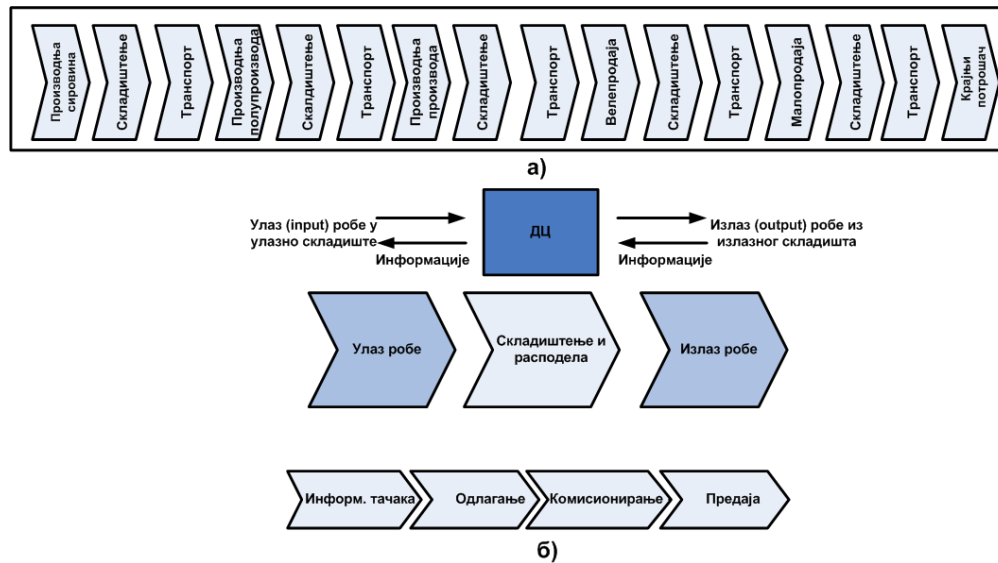 Производња
сировина
Складиштење
Транспорт
Производња
полупроизвода
Скалдиштење
Транспорт
Производња
производа
Складиштење
Транспорт
Велепродаја
Складиштење
Транспорт
Малопродаја
Складиштење
Транспорт
Крајњи
потрошач
а)
Улаз (input) робе у
улазно складиште
Информације
ДЦ
Излаз (output) робе из
излазног складишта
Информације
Улаз робе
Складиштење и
расподела
Излаз робе
Информ. тачака
Одлагање
Комисионирање
Предаја
б)